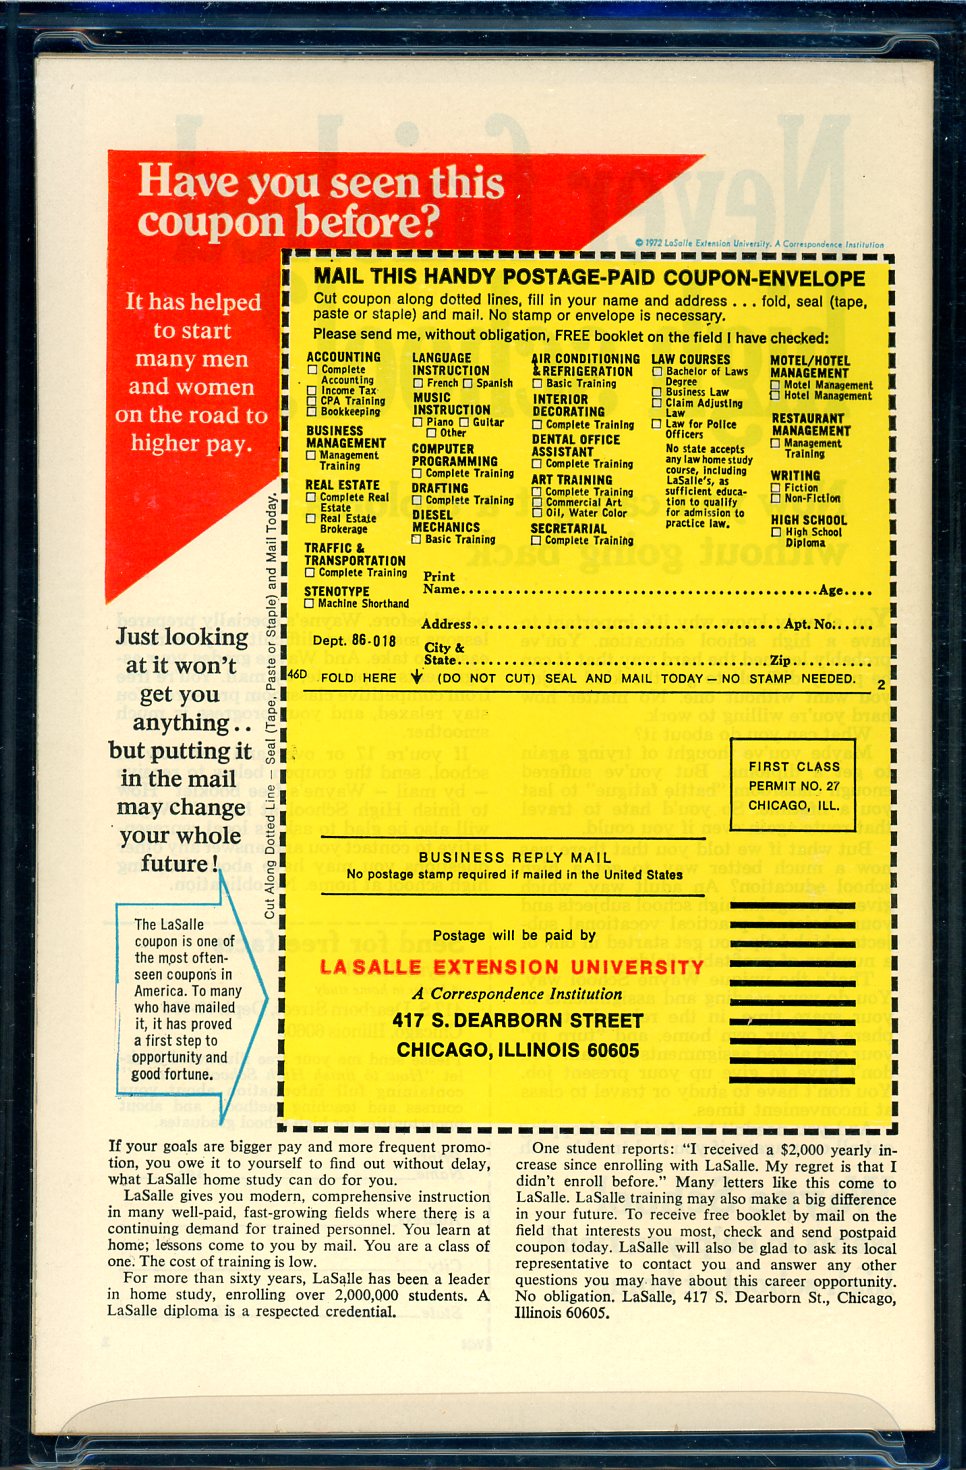 Have you seen this
coupon before?
© 1972 LaSalle Extension University. A Correspondence Institution
It has helped
to start
many men
and women
on the road to
higher pay.
MAIL THIS HANDY POSTAGE-PAID COUPON-ENVELOPE
Cut coupon along dotted lines, fill in your name and address . . . fold, seal (tape,
paste or staple) and mail. No stamp or envelope is necessary.
Please send me, without obligation, FREE booklet on the field I have checked:
ACCOUNTING
☐ Complete
Accounting
☐ Income Tax
☐ CPA Training
☐ Bookkeeping
BUSINESS
MANAGEMENT
☐ Management
Training
REAL ESTATE
☐ Complete Real
Estate
☐ Real Estate
Brokerage
TRAFFIC &
TRANSPORTATION
☐ Complete Training
STENOTYPE
☐ Machine Shorthand
LANGUAGE
INSTRUCTION
☐ French ☐ Spanish
MUSIC
INSTRUCTION
☐ Piano ☐ Guitar
☐ Other
COMPUTER
PROGRAMMING
☐ Complete Training
DRAFTING
☐ Complete Training
DIESEL
MECHANICS
☐ Basic Training
AIR CONDITIONING
& REFRIGERATION
☐ Basic Training
INTERIOR
DECORATING
☐ Complete Training
DENTAL OFFICE
ASSISTANT
☐ Complete Training
ART TRAINING
☐ Complete Training
☐ Commercial Art
☐ Oil, Water Color
SECRETARIAL
☐ Complete Training
LAW COURSES
☐ Bachelor of Laws
Degree
☐ Business Law
☐ Claim Adjusting
Law
☐ Law for Police
Officers
No state accepts
any law home study
course, including
LaSalle's, as
sufficient educa-
tion to qualify
for admission to
practice law.
MOTEL/HOTEL
MANAGEMENT
☐ Motel Management
☐ Hotel Management
RESTAURANT
MANAGEMENT
☐ Management
Training
WRITING
☐ Fiction
☐ Non-Fiction
HIGH SCHOOL
☐ High School
Diploma
Print
Name........Age....
Address........Apt. No.......
Dept. 86-018
City &
State........Zip..........
46D FOLD HERE ↓ (DO NOT CUT) SEAL AND MAIL TODAY — NO STAMP NEEDED. 2
Cut Along Dotted Line — Seal (Tape, Paste or Staple) and Mail Today.
Just looking
at it won't
get you
anything..
but putting it
in the mail
may change
your whole
future!
FIRST CLASS
PERMIT NO. 27
CHICAGO, ILL.
BUSINESS REPLY MAIL
No postage stamp required if mailed in the United States
Postage will be paid by
LA SALLE EXTENSION UNIVERSITY
A Correspondence Institution
417 S. DEARBORN STREET
CHICAGO, ILLINOIS 60605
The LaSalle
coupon is one of
the most often-
seen coupons in
America. To many
who have mailed
it, it has proved
a first step to
opportunity and
good fortune.
If your goals are bigger pay and more frequent promo-
tion, you owe it to yourself to find out without delay,
what LaSalle home study can do for you.
LaSalle gives you modern, comprehensive instruction
in many well-paid, fast-growing fields where there is a
continuing demand for trained personnel. You learn at
home; lessons come to you by mail. You are a class of
one. The cost of training is low.
For more than sixty years, LaSalle has been a leader
in home study, enrolling over 2,000,000 students. A
LaSalle diploma is a respected credential.
One student reports: "I received a $2,000 yearly in-
crease since enrolling with LaSalle. My regret is that I
didn't enroll before." Many letters like this come to
LaSalle. LaSalle training may also make a big difference
in your future. To receive free booklet by mail on the
field that interests you most, check and send postpaid
coupon today. LaSalle will also be glad to ask its local
representative to contact you and answer any other
questions you may have about this career opportunity.
No obligation. LaSalle, 417 S. Dearborn St., Chicago,
Illinois 60605.